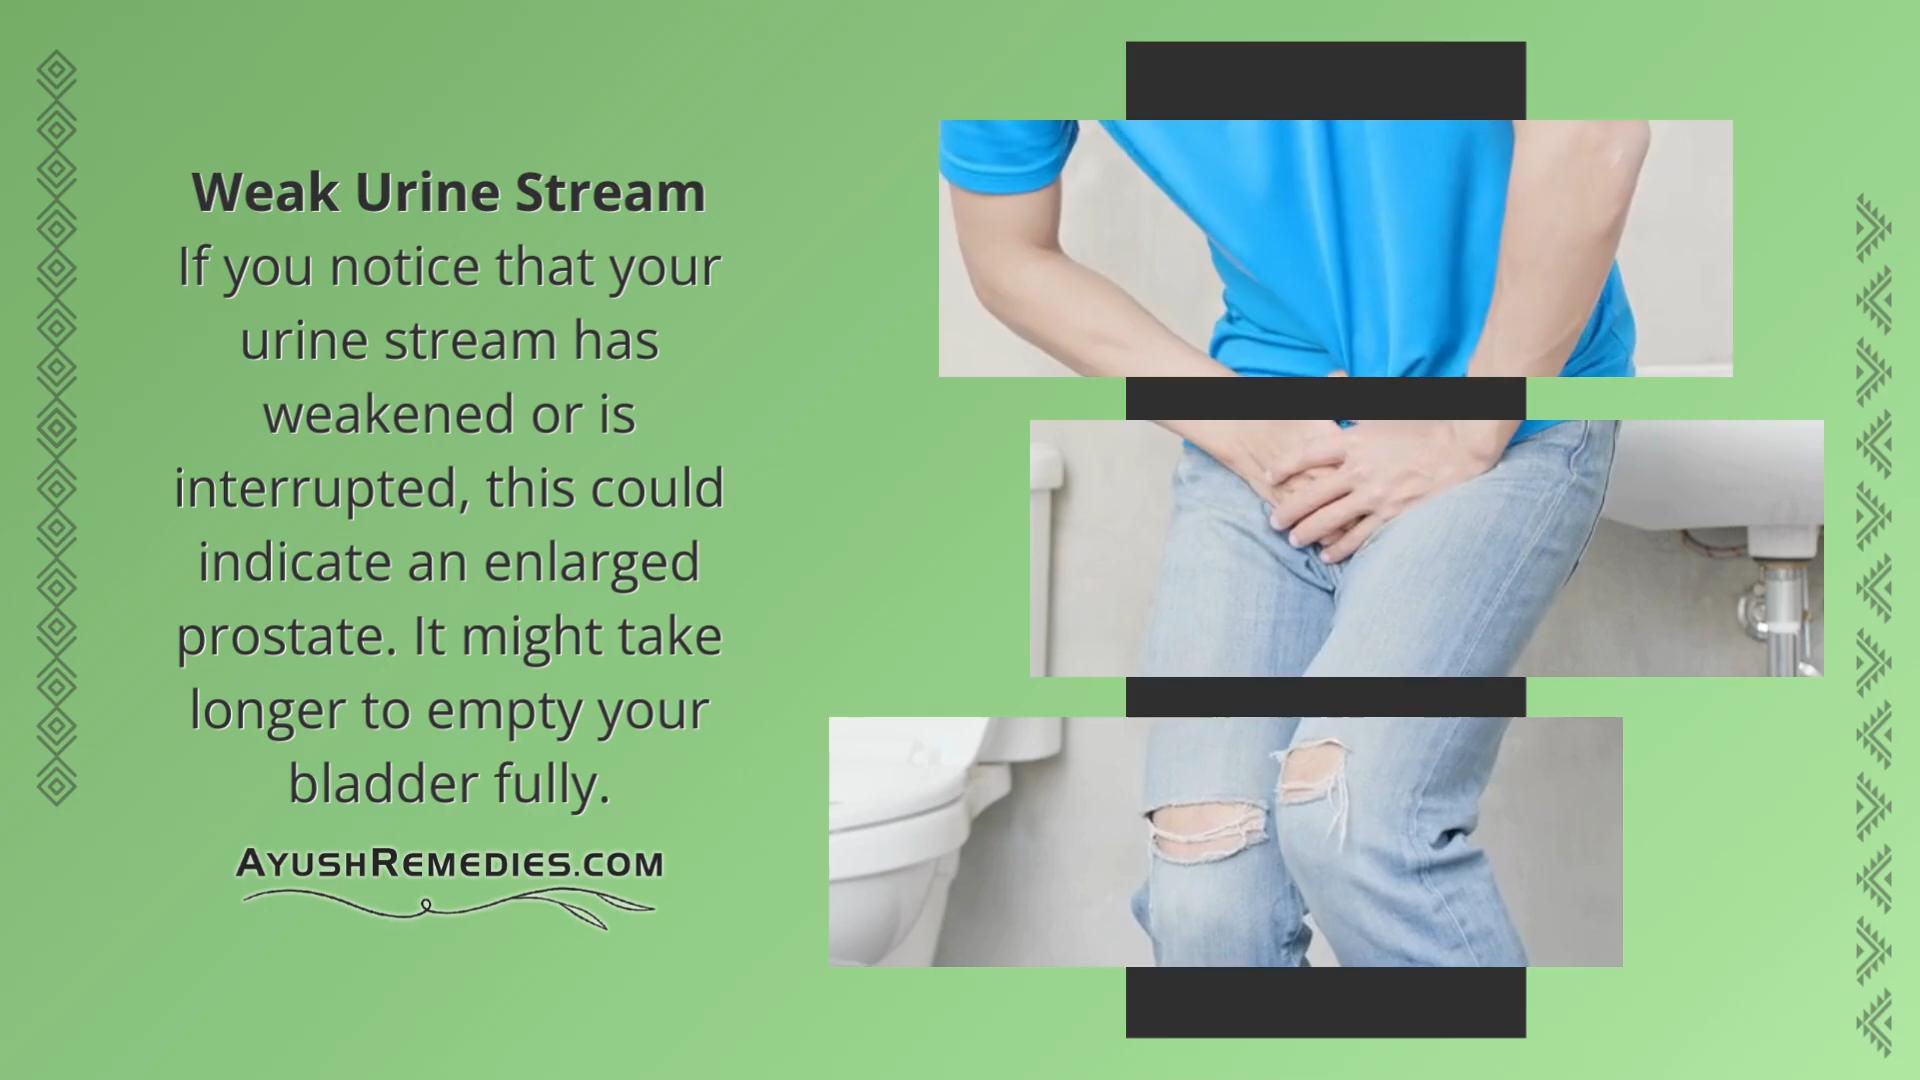 Weak Urine Stream
If you notice that your
urine stream has
weakened or is
interrupted, this could
indicate an enlarged
prostate. It might take
longer to empty your
bladder fully.
AyushRemedies.com